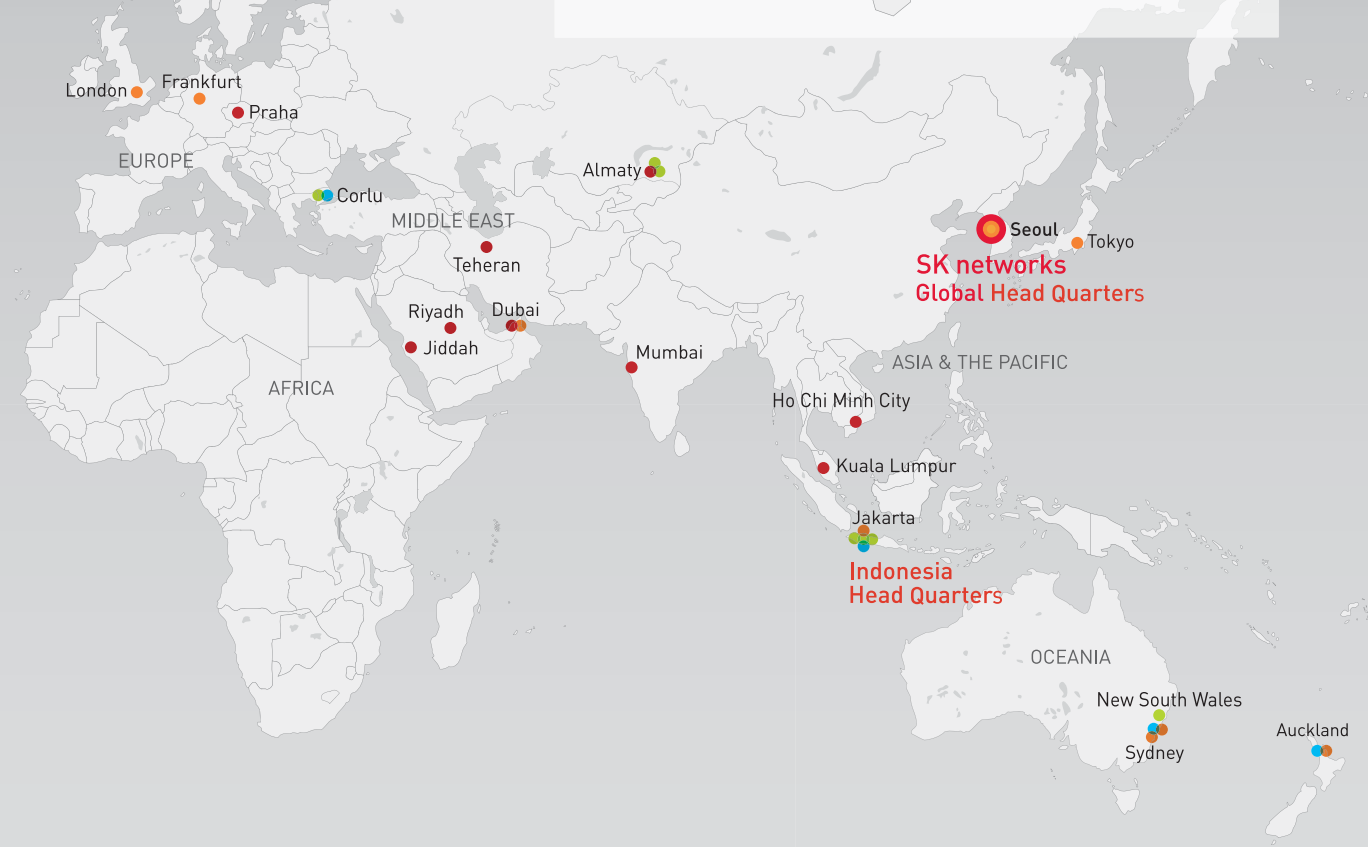 London
Frankfurt
Praha
EUROPE
Corlu
Almaty
MIDDLE EAST
Teheran
Seoul
Tokyo
SK networks
Global Head Quarters
Riyadh
Dubai
Jiddah
Mumbai
AFRICA
ASIA & THE PACIFIC
Ho Chi Minh City
Kuala Lumpur
Jakarta
Indonesia
Head Quarters
OCEANIA
New South Wales
Sydney
Auckland